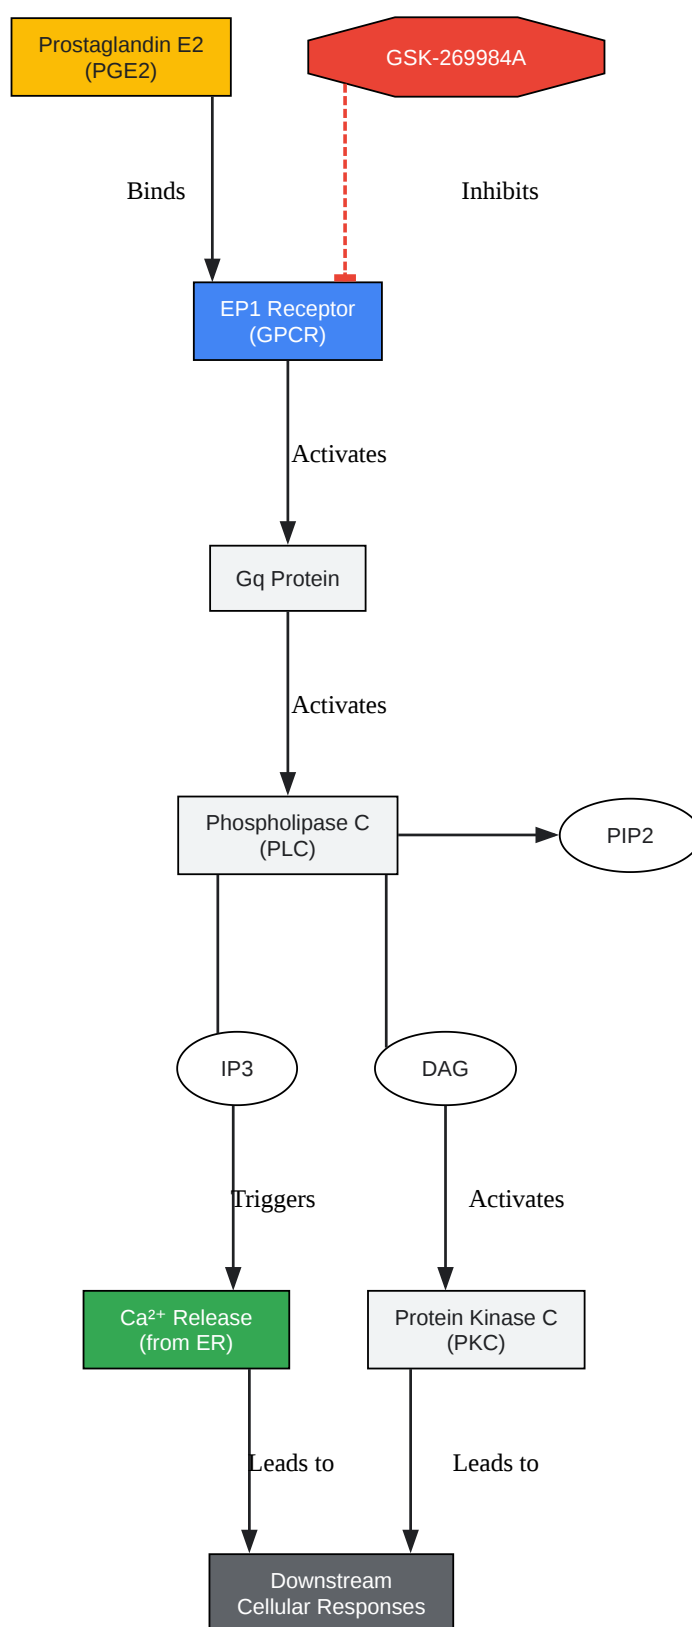 Prostaglandin E2
(PGE2)
GSK-269984A
Binds
Inhibits
EP1 Receptor
(GPCR)
Activates
Gq Protein
Activates
Phospholipase C
(PLC)
PIP2
IP3
DAG
Triggers
Activates
Ca²⁺ Release
(from ER)
Protein Kinase C
(PKC)
Leads to
Leads to
Downstream
Cellular Responses